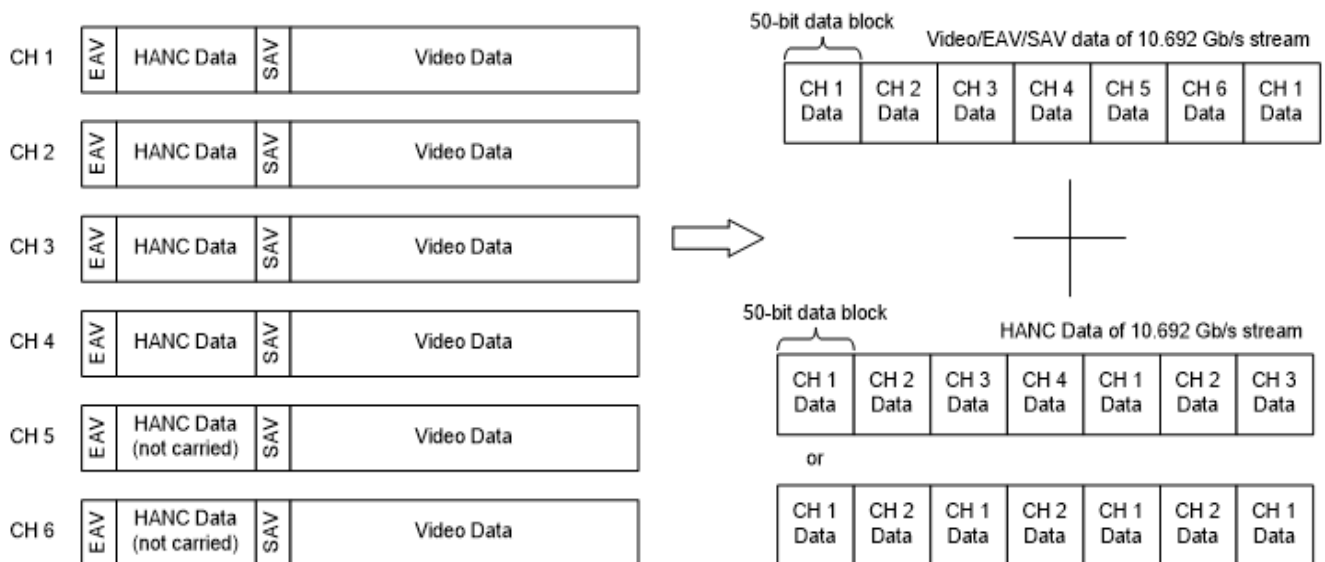 CH 1
EAV
HANC Data
SAV
Video Data
CH 2
EAV
HANC Data
SAV
Video Data
CH 3
EAV
HANC Data
SAV
Video Data
CH 4
EAV
HANC Data
SAV
Video Data
CH 5
EAV
HANC Data
(not carried)
SAV
Video Data
CH 6
EAV
HANC Data
(not carried)
SAV
Video Data
50-bit data block
Video/EAV/SAV data of 10.692 Gb/s stream
CH 1 CH 2 CH 3 CH 4 CH 5 CH 6 CH 1
Data Data Data Data Data Data Data
50-bit data block
HANC Data of 10.692 Gb/s stream
CH 1 CH 2 CH 3 CH 4 CH 1 CH 2 CH 3
Data Data Data Data Data Data Data
or
CH 1 CH 2 CH 1 CH 2 CH 1 CH 2 CH 1
Data Data Data Data Data Data Data